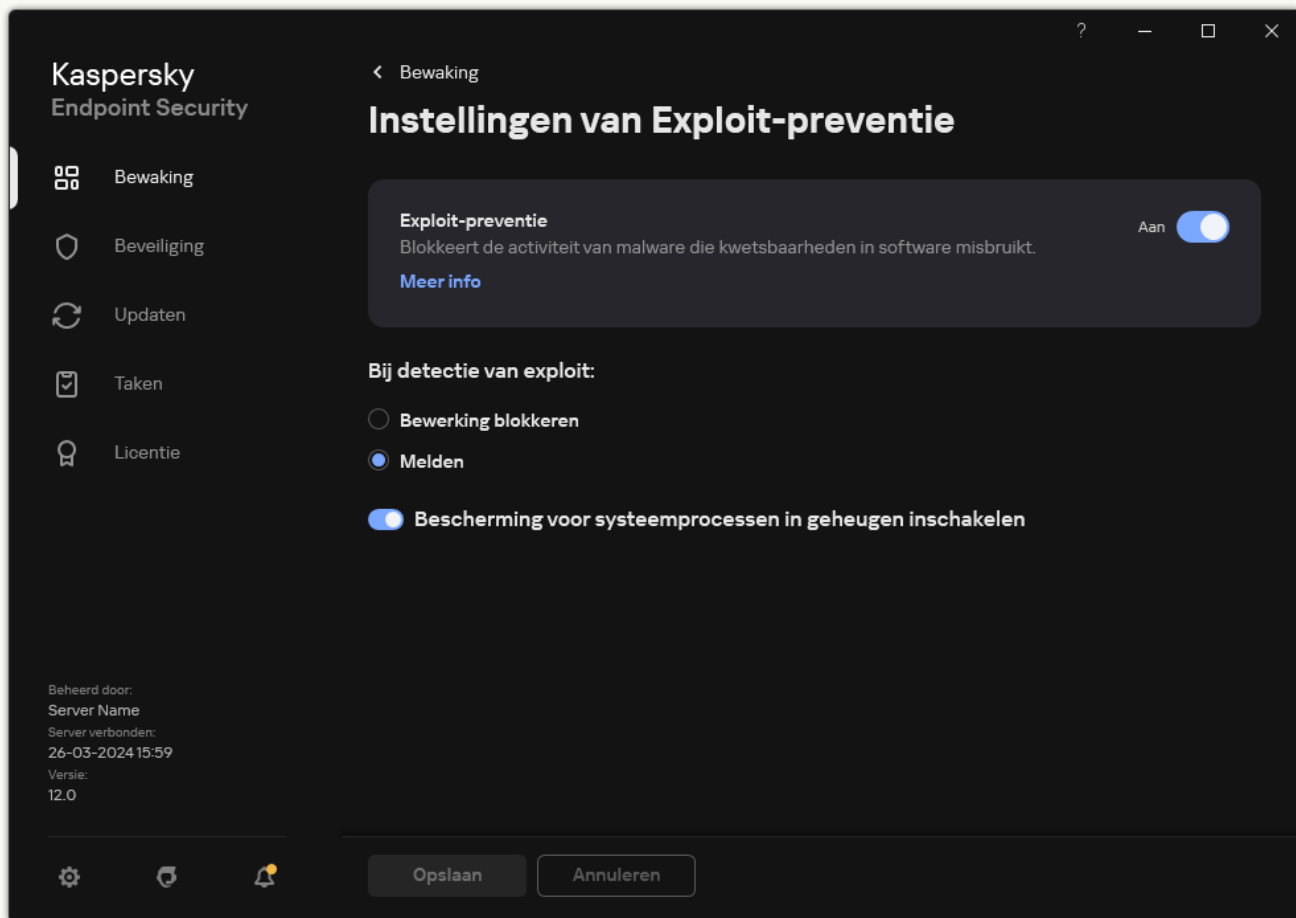 ?
Kaspersky
Endpoint Security
Bewaking
Beveiliging
Updaten
Taken
Licentie
Beheerd door:
Server Name
Server verbonden:
26-03-2024 15:59
Versie:
12.0
Bewaking
Instellingen van Exploit-preventie
Exploit-preventie
Aan
Blokkeert de activiteit van malware die kwetsbaarheden in software misbruikt.
Meer info
Bij detectie van exploit:
Bewerking blokkeren
Melden
Bescherming voor systeemprocessen in geheugen inschakelen
Opslaan
Annuleren